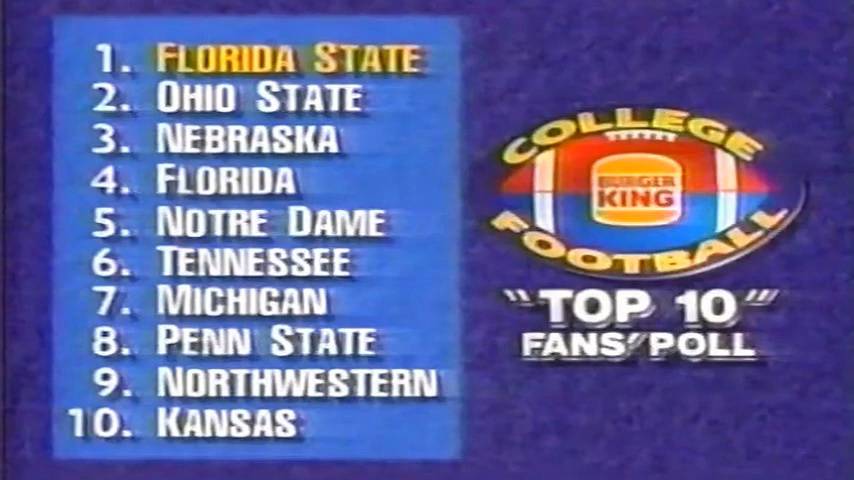 1. FLORIDA STATE
2. OHIO STATE
3. NEBRASKA
4. FLORIDA
5. NOTRE DAME
6. TENNESSEE
7. MICHIGAN
8. PENN STATE
9. NORTHWESTERN
10. KANSAS
COLLEGE
BURGER
KING
FOOTBALL
"TOP 10"
FANS' POLL